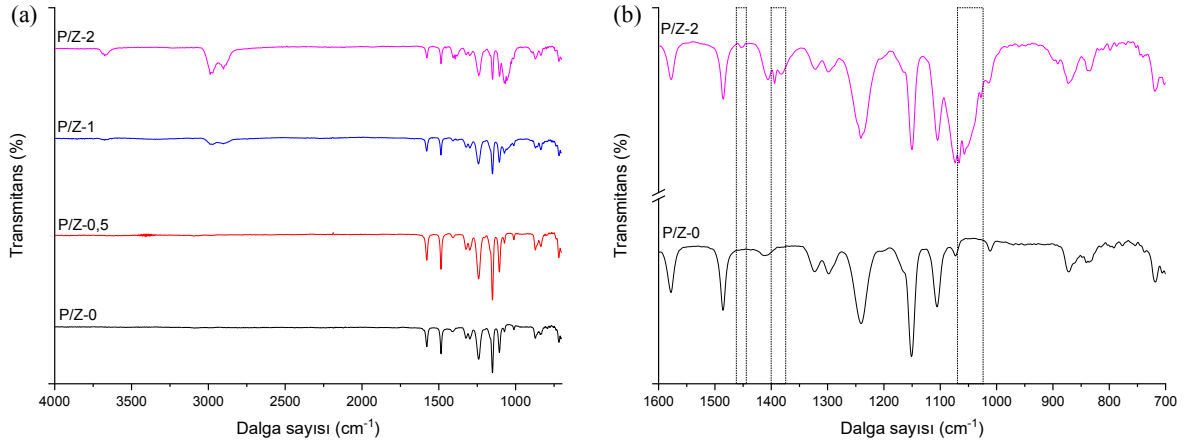 (a)
P/Z-2
P/Z-1
P/Z-0,5
P/Z-0
Transmitans (%)
4000 3500 3000 2500 2000 1500 1000
Dalga sayısı (cm⁻¹)
(b)
P/Z-2
P/Z-0
Transmitans (%)
1600 1500 1400 1300 1200 1100 1000 900 800 700
Dalga sayısı (cm⁻¹)